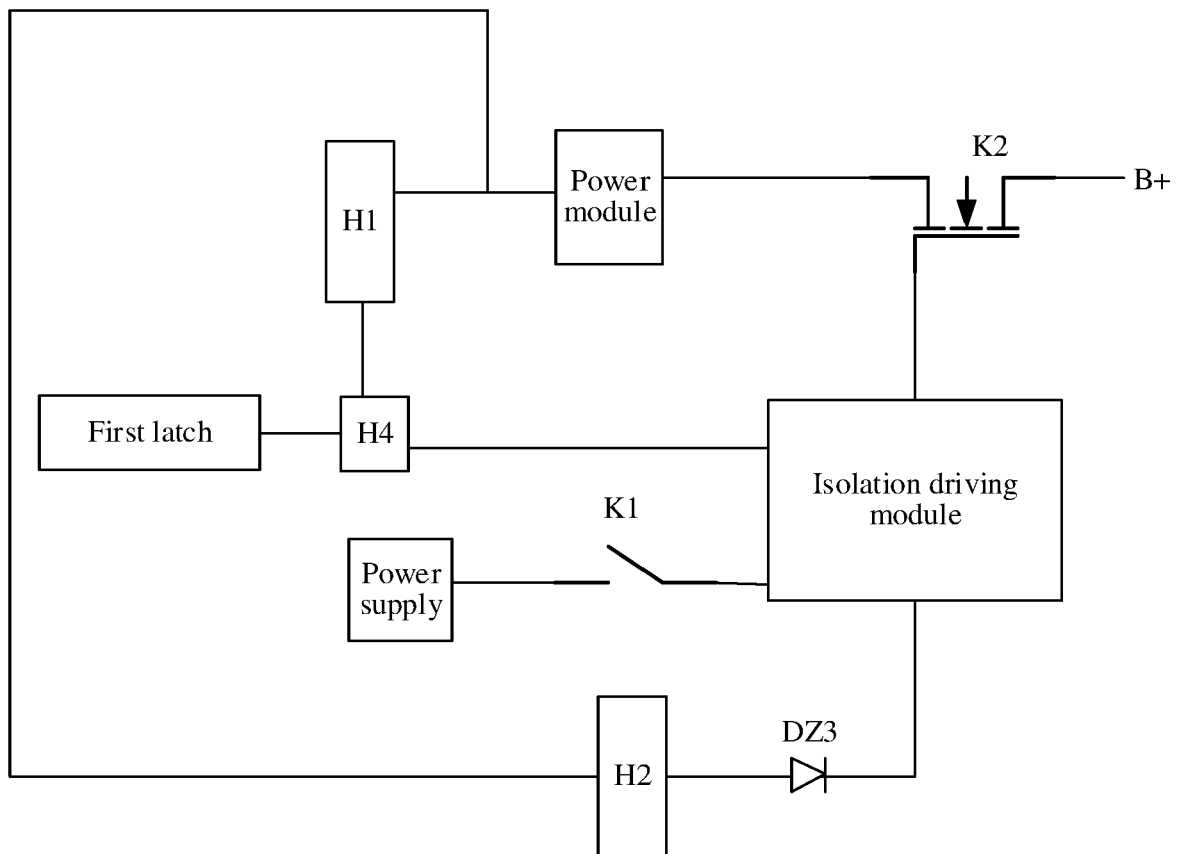 K2
B+
Power
module
H1
First latch
H4
Isolation driving
module
K1
Power
supply
DZ3
H2